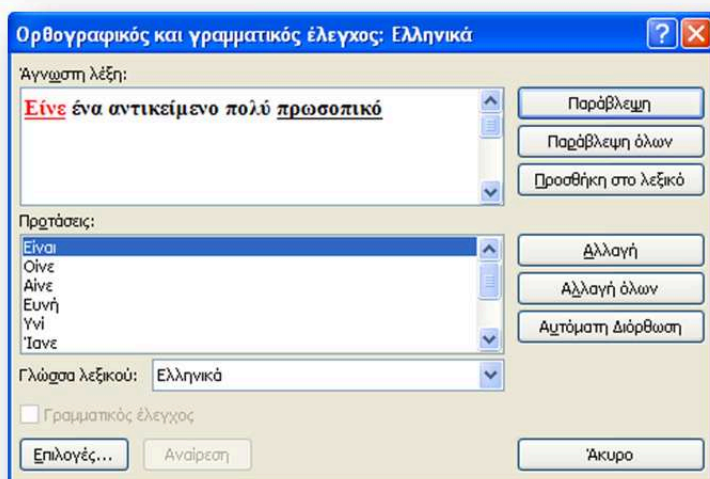 Ορθογραφικός και γραμματικός έλεγχος: Ελληνικά
Άγνωστη λέξη:
Είνε ένα αντικείμενο πολύ πρωσοπικό
Παράβλεψη
Παράβλεψη όλων
Προσθήκη στο λεξικό
Προτάσεις:
Είναι
Οίνε
Αίνε
Ευνή
Υνί
Ίανε
Αλλαγή
Αλλαγή όλων
Αυτόματη Διόρθωση
Γλώσσα λεξικού: Ελληνικά
Γραμματικός έλεγχος
Επιλογές... Αναίρεση Άκυρο